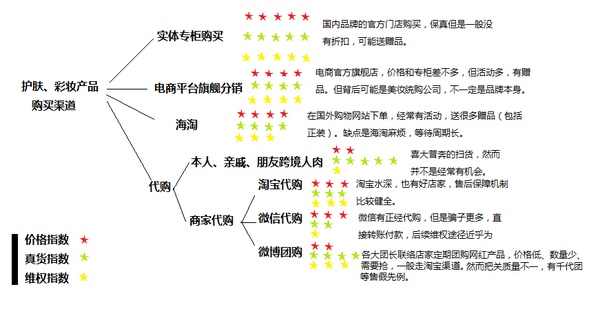 实体专柜购买
国内品牌的官方门店购买，保真但是一般没
有折扣，可能送赠品。
护肤、彩妆产品
购买渠道
电商平台旗舰分销
电商官方旗舰店，价格和专柜差不多，但活动多，有赠
品。但背后可能是美妆统购公司，不一定是品牌本身。
海淘
在国外购物网站下单，经常有活动，送很多赠品（包括
正装）。缺点是海淘麻烦，等待周期长。
代购
本人、亲戚、朋友跨境人肉
喜大普奔的扫货，然而
并不是经常有机会。
商家代购
淘宝代购
淘宝水深，也有好店家，售后保障机制
比较健全。
微信代购
微信有正经代购，但是骗子更多，直
接转账付款，后续维权途径近乎为
微博团购
各大团长联络店家定期团购网红产品，价格低、数量少、
需要抢，一般走淘宝渠道。然而把关质量不一，有千代团
等售假先例。
价格指数
真货指数
维权指数